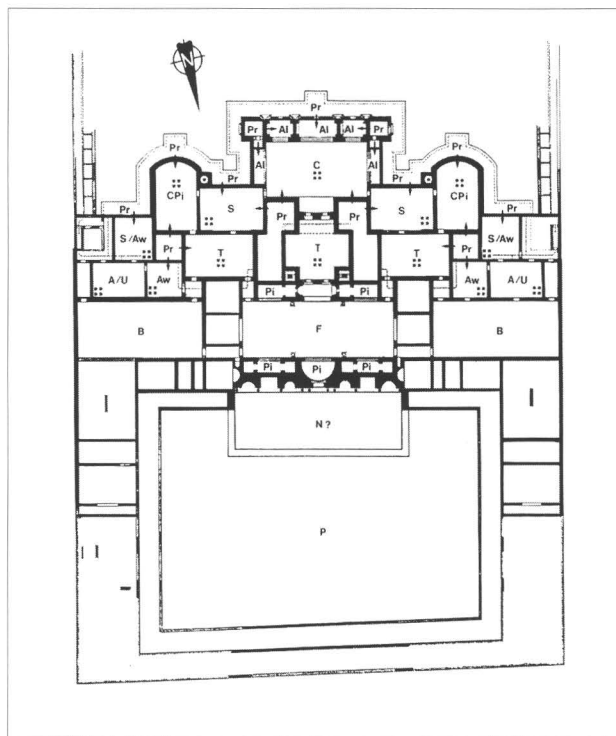 N
Pr Al Al Al Pr
Pr Al C Al Pr
CPi Pr Pr CPi
Pr S Pr Pr S Pr
S/Aw Pr T T T Pr S/Aw
A/U Aw Pi Pi Aw A/U
B F B
Pi Pi Pi
N?
P